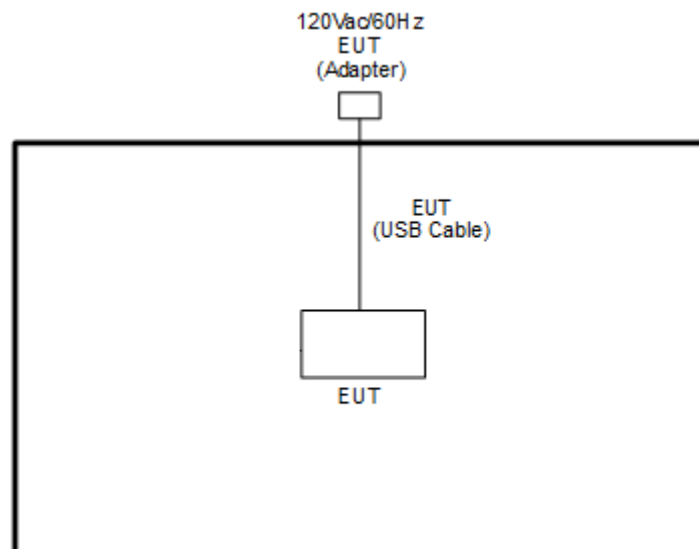 120Vac/60Hz
EUT
(Adapter)
EUT
(USB Cable)
EUT